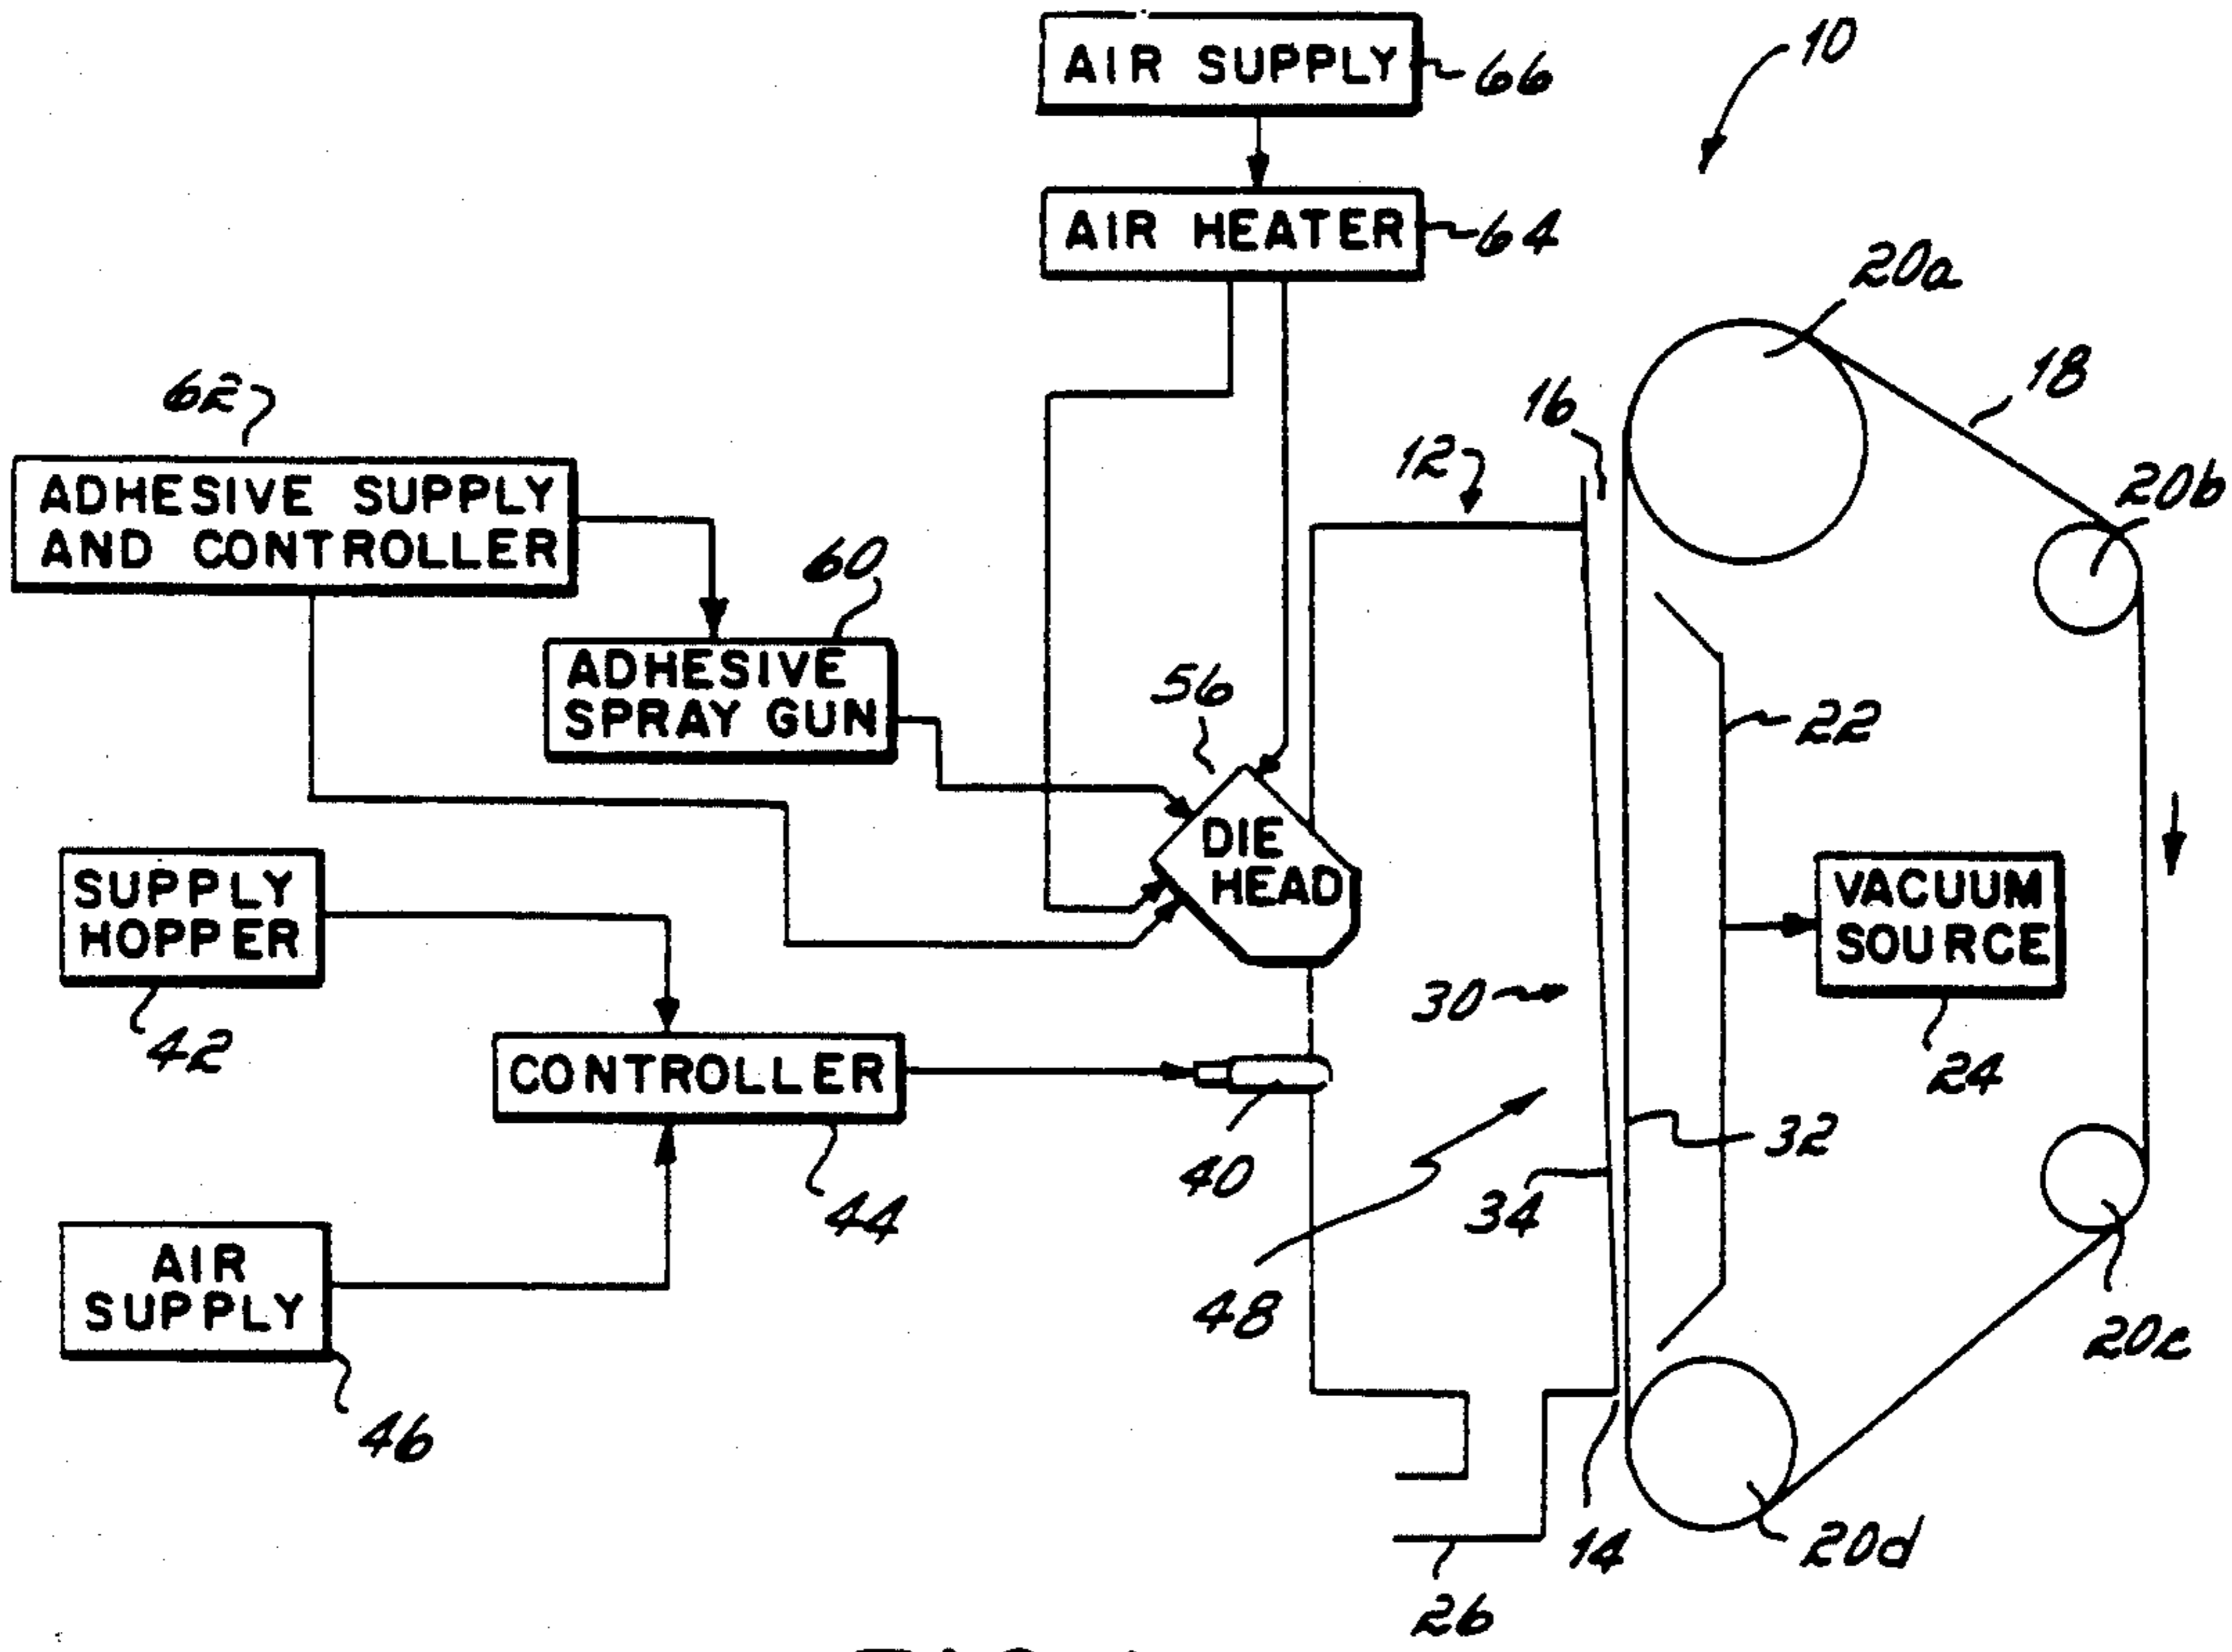 AIR SUPPLY
66
10
AIR HEATER
64
20a
62
16
18
12
20b
ADHESIVE SUPPLY
AND CONTROLLER
60
ADHESIVE
SPRAY GUN
56
22
DIE
HEAD
SUPPLY
HOPPER
VACUUM
SOURCE
42
30
24
CONTROLLER
40
32
44
34
AIR
SUPPLY
48
20c
46
14
20d
26